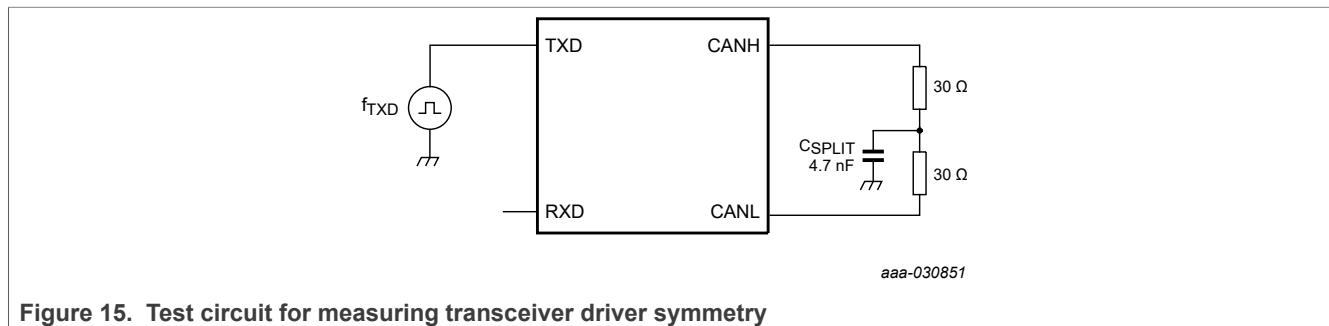 TXD
CANH
30 Ω
fTXD
CSPLIT
4.7 nF
30 Ω
RXD
CANL
aaa-030851
Figure 15. Test circuit for measuring transceiver driver symmetry